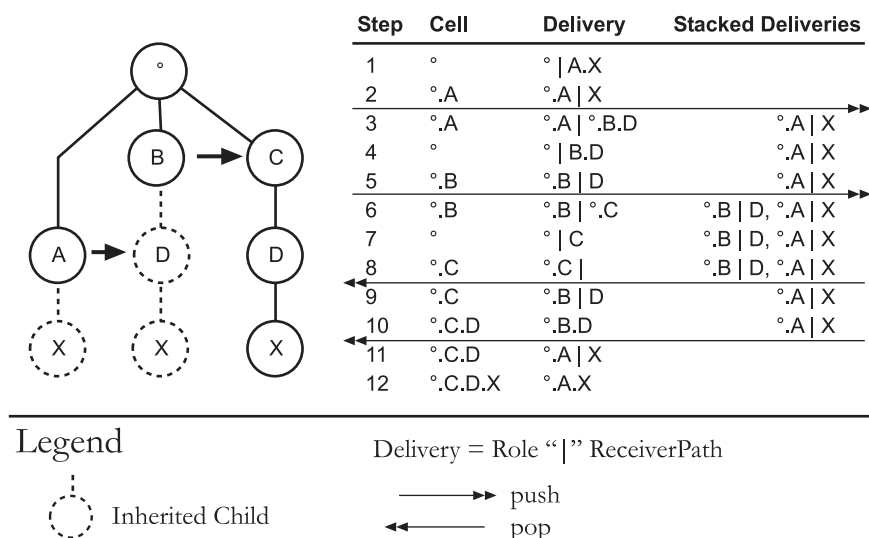 Step Cell Delivery Stacked Deliveries
1 ° ° | A.X
2 °.A °.A | X
3 °.A °.A | °.B.D °.A | X
4 ° ° | B.D °.A | X
5 °.B °.B | D °.A | X
6 °.B °.B | °.C °.B | D, °.A | X
7 ° ° | C °.B | D, °.A | X
8 °.C °.C | °.B | D, °.A | X
9 °.C °.B | D °.A | X
10 °.C.D °.B.D °.A | X
11 °.C.D °.A | X
12 °.C.D.X °.A.X
°
B C
A D D
X X X
Legend
Inherited Child
Delivery = Role “|” ReceiverPath
push
pop